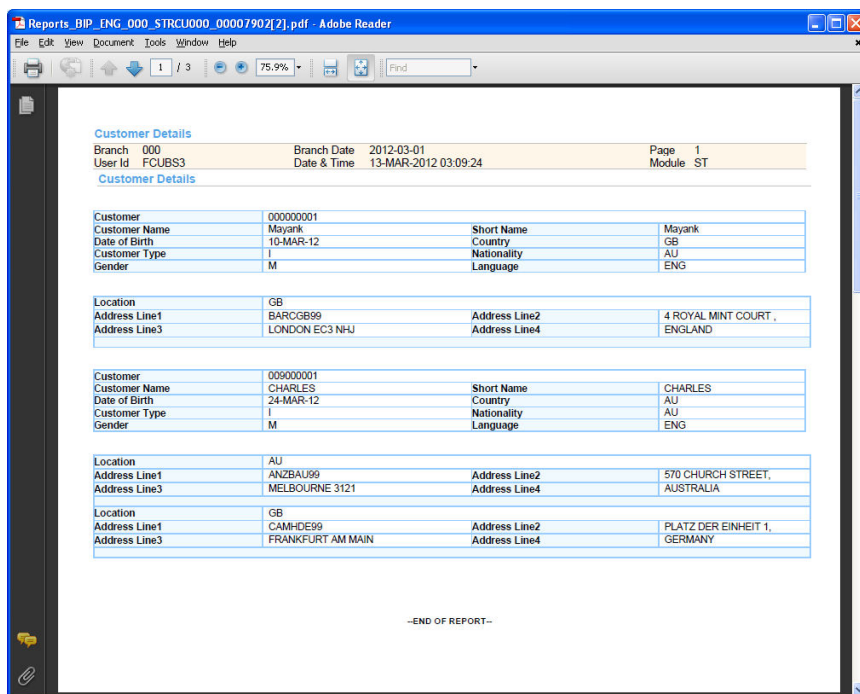 Reports_BIP_ENG_000_STRCU000_00007902[2].pdf - Adobe Reader
File Edit View Document Tools Window Help
1 / 3 75.9% Find
Customer Details
Branch 000 Branch Date 2012-03-01 Page 1
User Id FCUBS3 Date & Time 13-MAR-2012 03:09:24 Module ST
Customer Details
Customer 000000001
Customer Name Mayank Short Name Mayank
Date of Birth 10-MAR-12 Country GB
Customer Type I Nationality AU
Gender M Language ENG
Location GB
Address Line1 BARCGB99 Address Line2 4 ROYAL MINT COURT ,
Address Line3 LONDON EC3 NHJ Address Line4 ENGLAND
Customer 009000001
Customer Name CHARLES Short Name CHARLES
Date of Birth 24-MAR-12 Country AU
Customer Type I Nationality AU
Gender M Language ENG
Location AU
Address Line1 ANZBAU99 Address Line2 570 CHURCH STREET,
Address Line3 MELBOURNE 3121 Address Line4 AUSTRALIA
Location GB
Address Line1 CAMHDE99 Address Line2 PLATZ DER EINHEIT 1,
Address Line3 FRANKFURT AM MAIN Address Line4 GERMANY
--END OF REPORT--